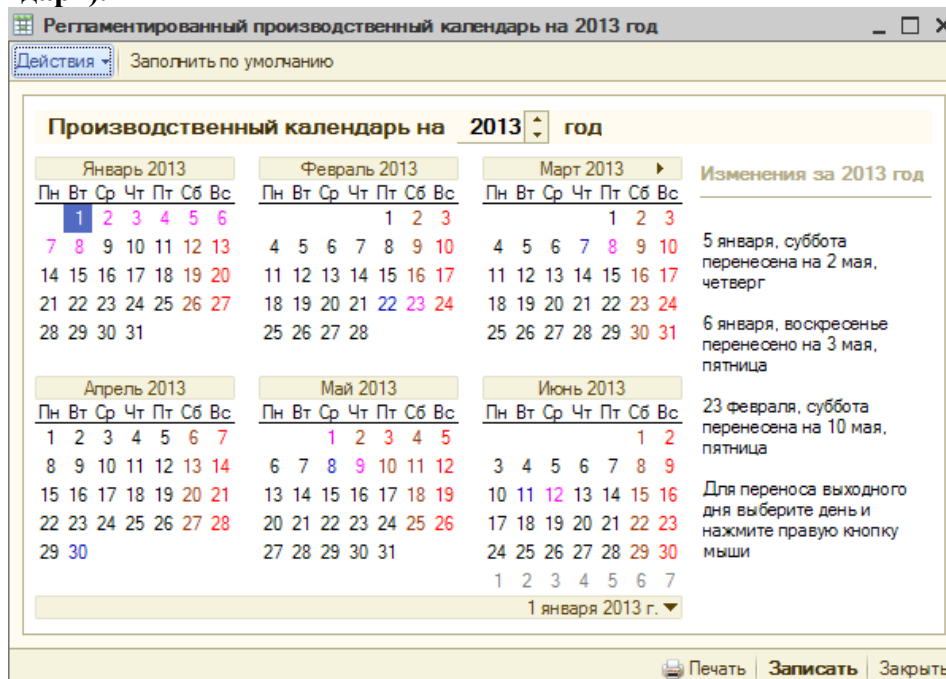 дарь).
Регламентированный производственный календарь на 2013 год
Действия Заполнить по умолчанию
Производственный календарь на 2013 год
Январь 2013 Февраль 2013 Март 2013
Изменения за 2013 год
Пн Вт Ср Чт Пт Сб Вс Пн Вт Ср Чт Пт Сб Вс Пн Вт Ср Чт Пт Сб Вс
1 2 3 4 5 6 1 2 3 1 2 3
7 8 9 10 11 12 13 4 5 6 7 8 9 10 4 5 6 7 8 9 10
14 15 16 17 18 19 20 11 12 13 14 15 16 17 11 12 13 14 15 16 17
21 22 23 24 25 26 27 18 19 20 21 22 23 24 18 19 20 21 22 23 24
28 29 30 31 25 26 27 28 25 26 27 28 29 30 31
Апрель 2013 Май 2013 Июнь 2013
Пн Вт Ср Чт Пт Сб Вс Пн Вт Ср Чт Пт Сб Вс Пн Вт Ср Чт Пт Сб Вс
1 2 3 4 5 6 7 1 2 3 4 5 1 2
8 9 10 11 12 13 14 6 7 8 9 10 11 12 3 4 5 6 7 8 9
15 16 17 18 19 20 21 13 14 15 16 17 18 19 10 11 12 13 14 15 16
22 23 24 25 26 27 28 20 21 22 23 24 25 26 17 18 19 20 21 22 23
29 30 27 28 29 30 31 24 25 26 27 28 29 30
1 2 3 4 5 6 7
1 января 2013 г.
5 января, суббота
перенесена на 2 мая,
четверг
6 января, воскресенье
перенесено на 3 мая,
пятница
23 февраля, суббота
перенесена на 10 мая,
пятница
Для переноса выходного
дня выберите день и
нажмите правую кнопку
мыши
Печать Записать Закрыть